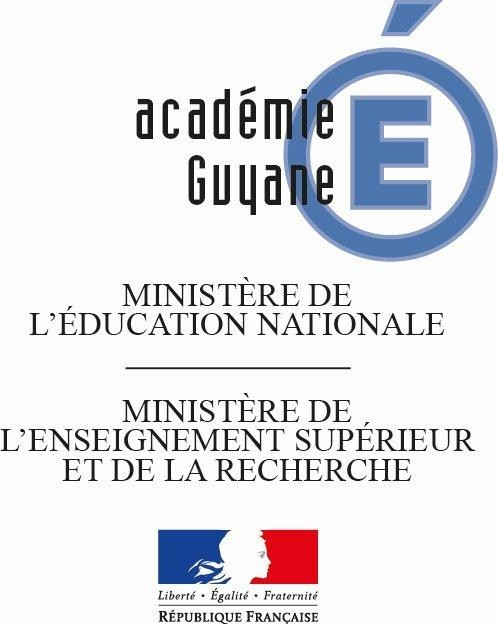 académie
Guyane
É
MINISTÈRE DE
L'ÉDUCATION NATIONALE
MINISTÈRE DE
L'ENSEIGNEMENT SUPÉRIEUR
ET DE LA RECHERCHE
Liberté • Égalité • Fraternité
RÉPUBLIQUE FRANÇAISE